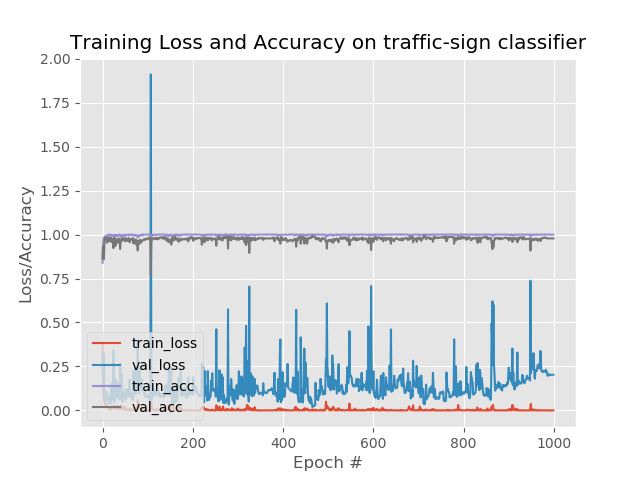 Training Loss and Accuracy on traffic-sign classifier
2.00
1.75
1.50
1.25
1.00
0.75
0.50
0.25
0.00
Loss/Accuracy
train_loss
val_loss
train_acc
val_acc
0 200 400 600 800 1000
Epoch #